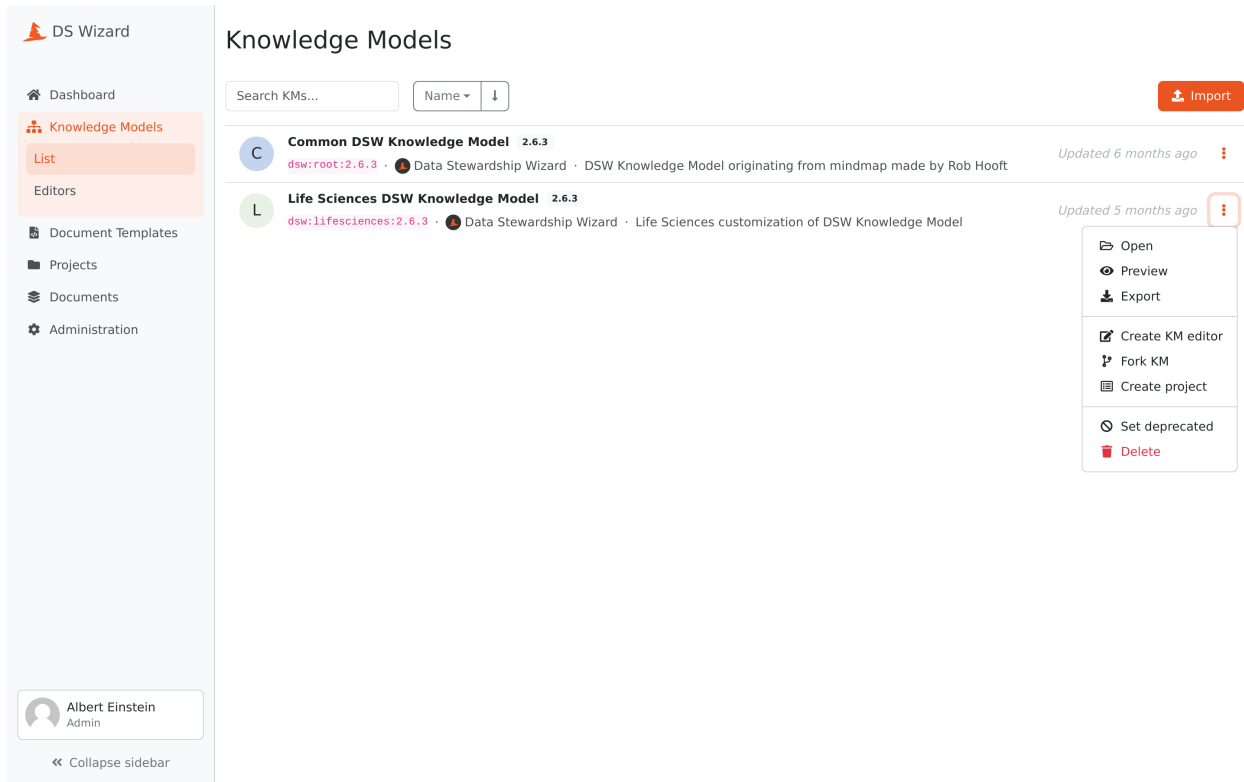 DS Wizard
Dashboard
Knowledge Models
List
Editors
Document Templates
Projects
Documents
Administration
Albert Einstein
Admin
Collapse sidebar
Knowledge Models
Search KMs...
Name
Import
C
Common DSW Knowledge Model 2.6.3
dsw:root:2.6.3 · Data Stewardship Wizard · DSW Knowledge Model originating from mindmap made by Rob Hooft
Updated 6 months ago
L
Life Sciences DSW Knowledge Model 2.6.3
dsw:lifesciences:2.6.3 · Data Stewardship Wizard · Life Sciences customization of DSW Knowledge Model
Updated 5 months ago
Open
Preview
Export
Create KM editor
Fork KM
Create project
Set deprecated
Delete